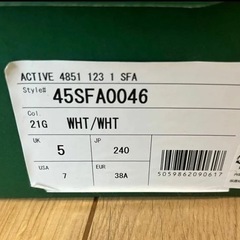 ACTIVE 4851 123 1 SFA
Style# 45SFA0046
Col.
21G WHT/WHT
UK 5 JP 240
USA 7 EUR 38A
5059862090617